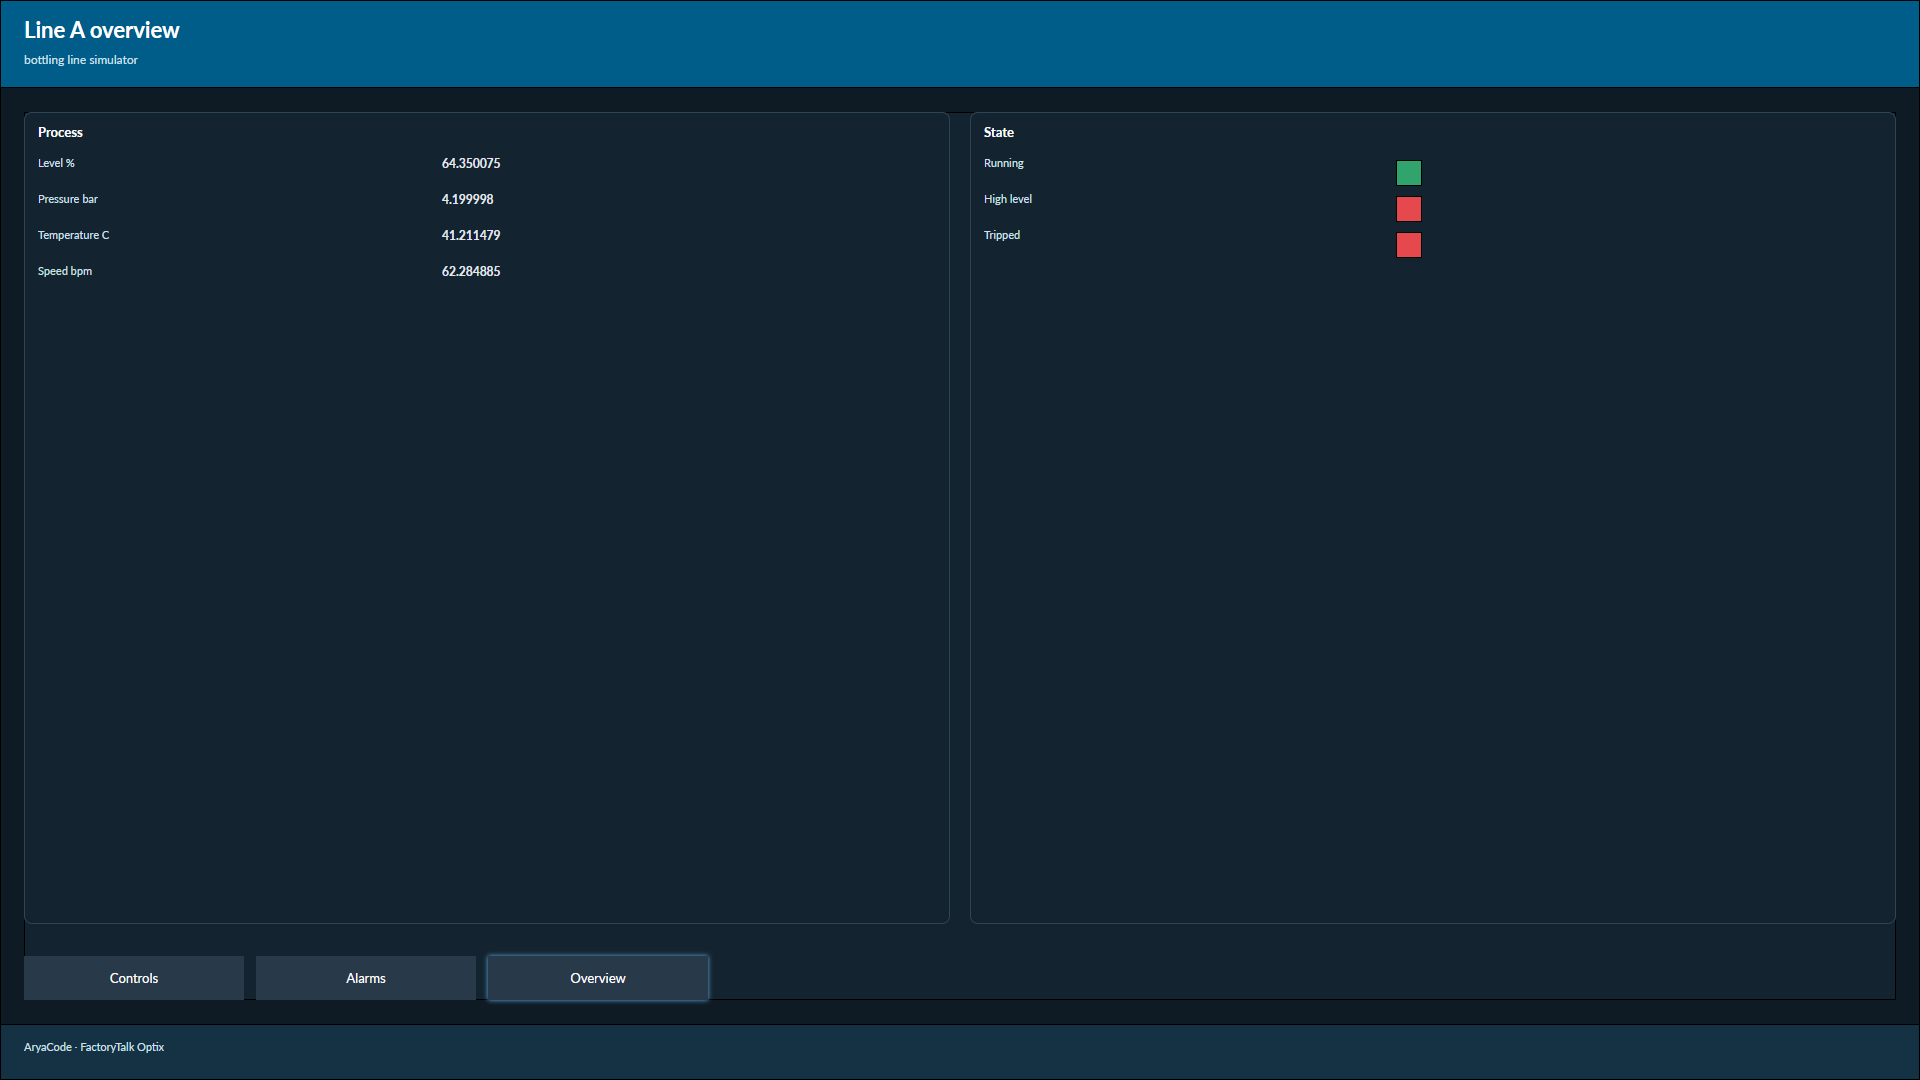 Line A overview
bottling line simulator
Process
Level % 64.350075
Pressure bar 4.199998
Temperature C 41.211479
Speed bpm 62.284885
State
Running
High level
Tripped
Controls Alarms Overview
AryaCode · FactoryTalk Optix